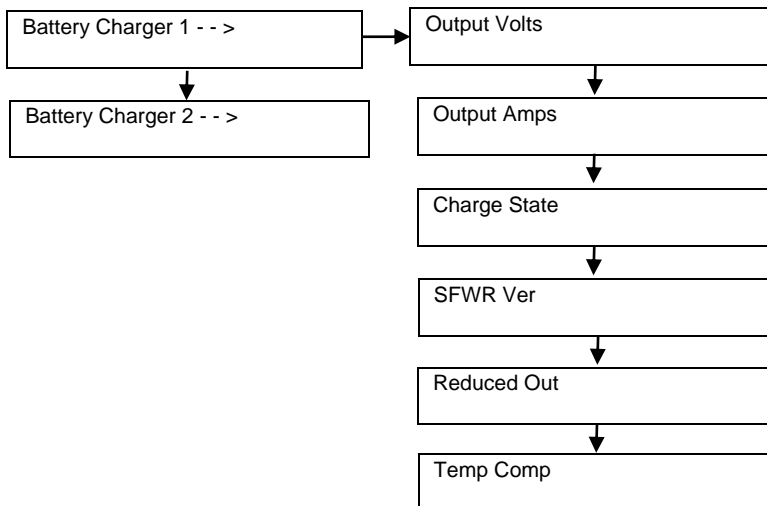 Battery Charger 1 - - >
Output Volts
Battery Charger 2 - - >
Output Amps
Charge State
SFWR Ver
Reduced Out
Temp Comp